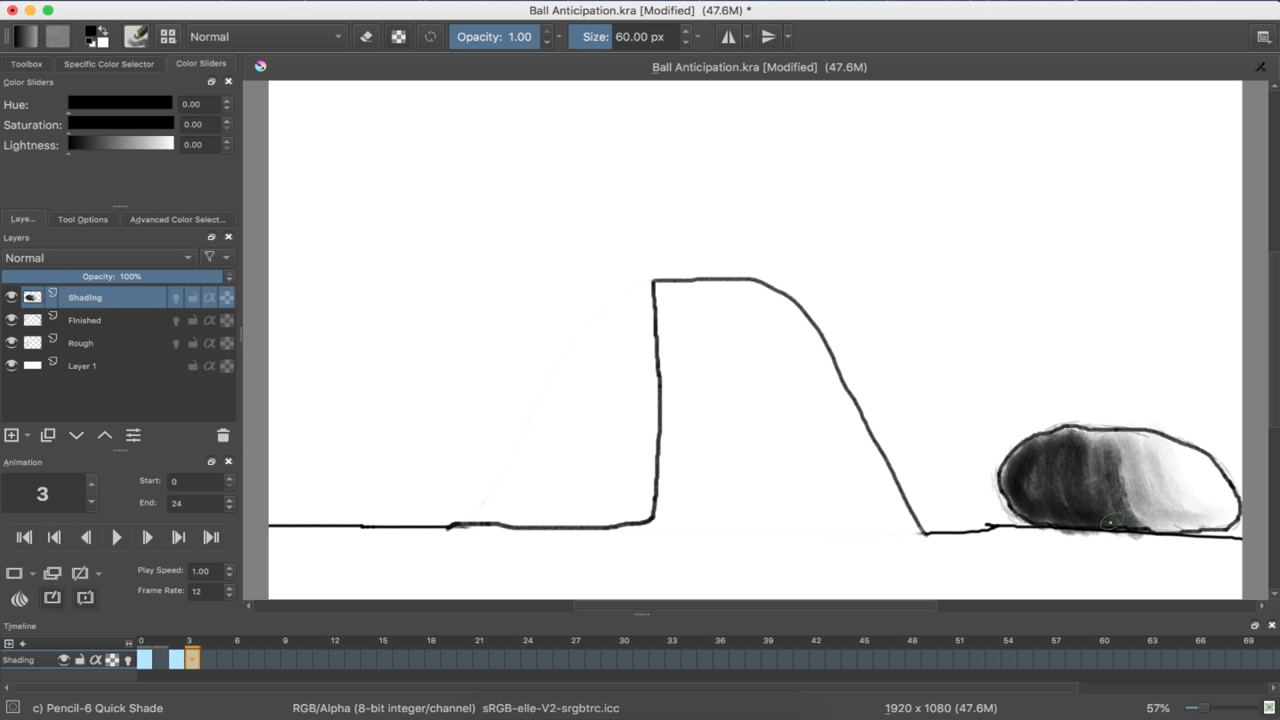 Ball Anticipation.kra [Modified] (47.6M) *
Normal
Opacity: 1.00
Size: 60.00 px
Toolbox
Specific Color Selector
Color Sliders
Ball Anticipation.kra [Modified] (47.6M)
Color Sliders
Hue:
0.00
Saturation:
0.00
Lightness:
0.00
Laye...
Tool Options
Advanced Color Select...
Layers
Normal
Opacity: 100%
Shading
FInished
Rough
Layer 1
Animation
3
Start:
0
End:
24
Play Speed:
1.00
Frame Rate:
12
Timeline
0 3 6 9 12 15 18 21 24 27 30 33 36 39 42 45 48 51 54 57 60 63 66 69
Shading
c) Pencil-6 Quick Shade
RGB/Alpha (8-bit integer/channel) sRGB-elle-V2-srgbtrc.icc
1920 x 1080 (47.6M)
57%